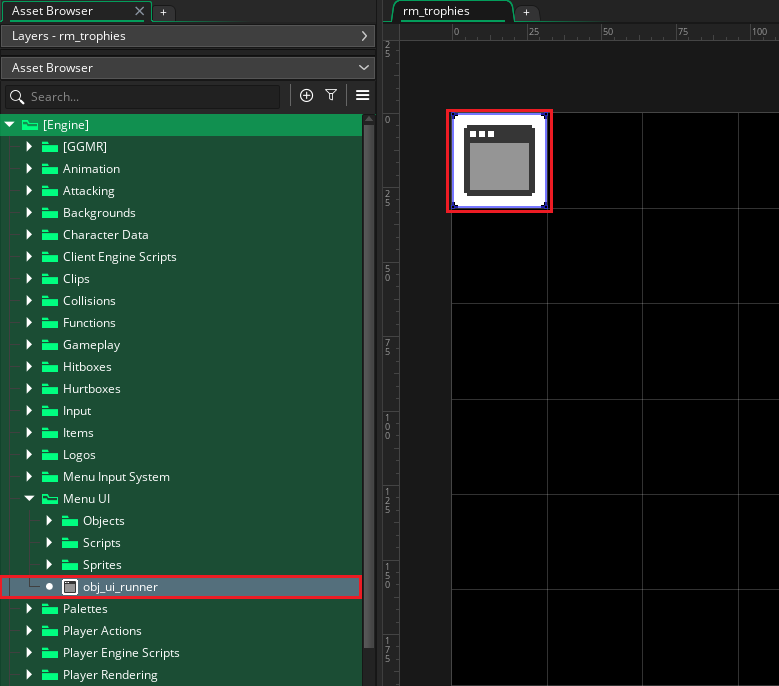 Asset Browser
+
rm_trophies
+
Layers - rm_trophies
Asset Browser
Search...
0 25 50 75 100
25
0
25
50
75
100
125
150
175
[Engine]
[GGMR]
Animation
Attacking
Backgrounds
Character Data
Client Engine Scripts
Clips
Collisions
Functions
Gameplay
Hitboxes
Hurtboxes
Input
Items
Logos
Menu Input System
Menu UI
Objects
Scripts
Sprites
obj_ui_runner
Palettes
Player Actions
Player Engine Scripts
Player Rendering